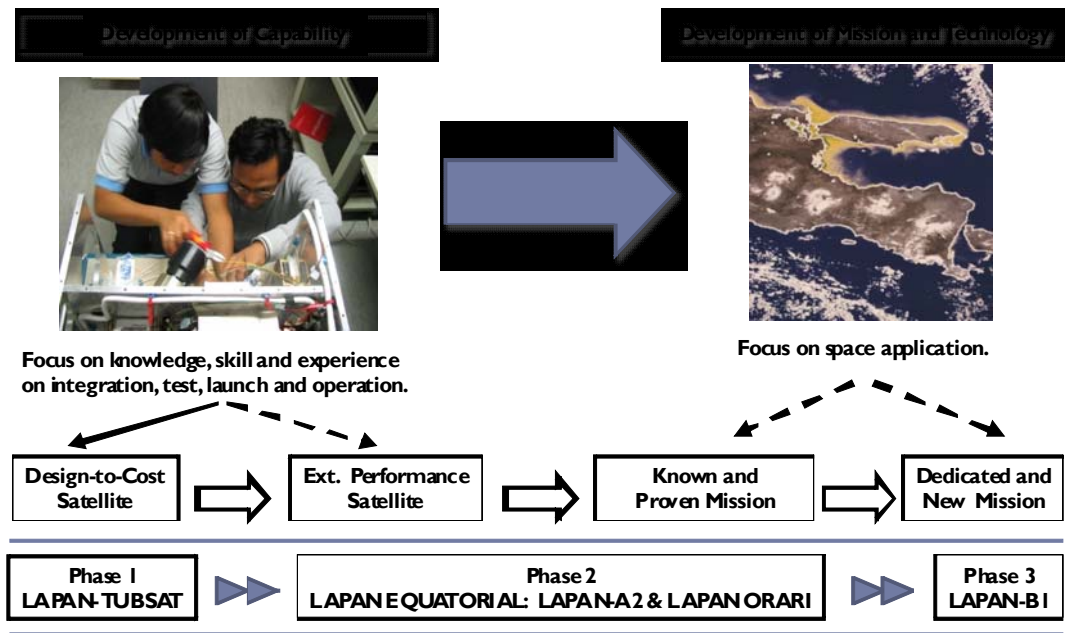 Development of Capability
Development of Mission and Technology
Focus on knowledge, skill and experience
on integration, test, launch and operation.
Focus on space application.
Design-to-Cost
Satellite
Ext. Performance
Satellite
Known and
Proven Mission
Dedicated and
New Mission
Phase 1
LAPAN-TUBSAT
Phase 2
LAPAN EQUATORIAL: LAPAN-A2 & LAPAN ORARI
Phase 3
LAPAN-B1